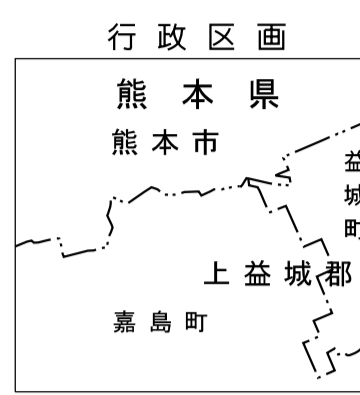 行政区画
熊本県
熊本市
益城町
上益城郡
嘉島町